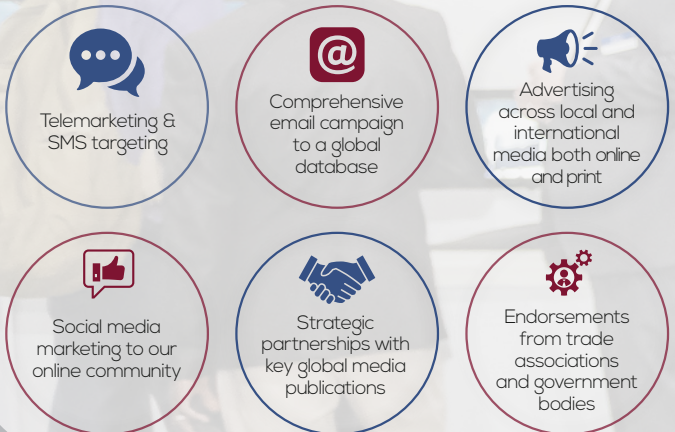 Telemarketing &
SMS targeting
Comprehensive
email campaign
to a global
database
Advertising
across local and
international
media both online
and print
Social media
marketing to our
online community
Strategic
partnerships with
key global media
publications
Endorsements
from trade
associations
and government
bodies